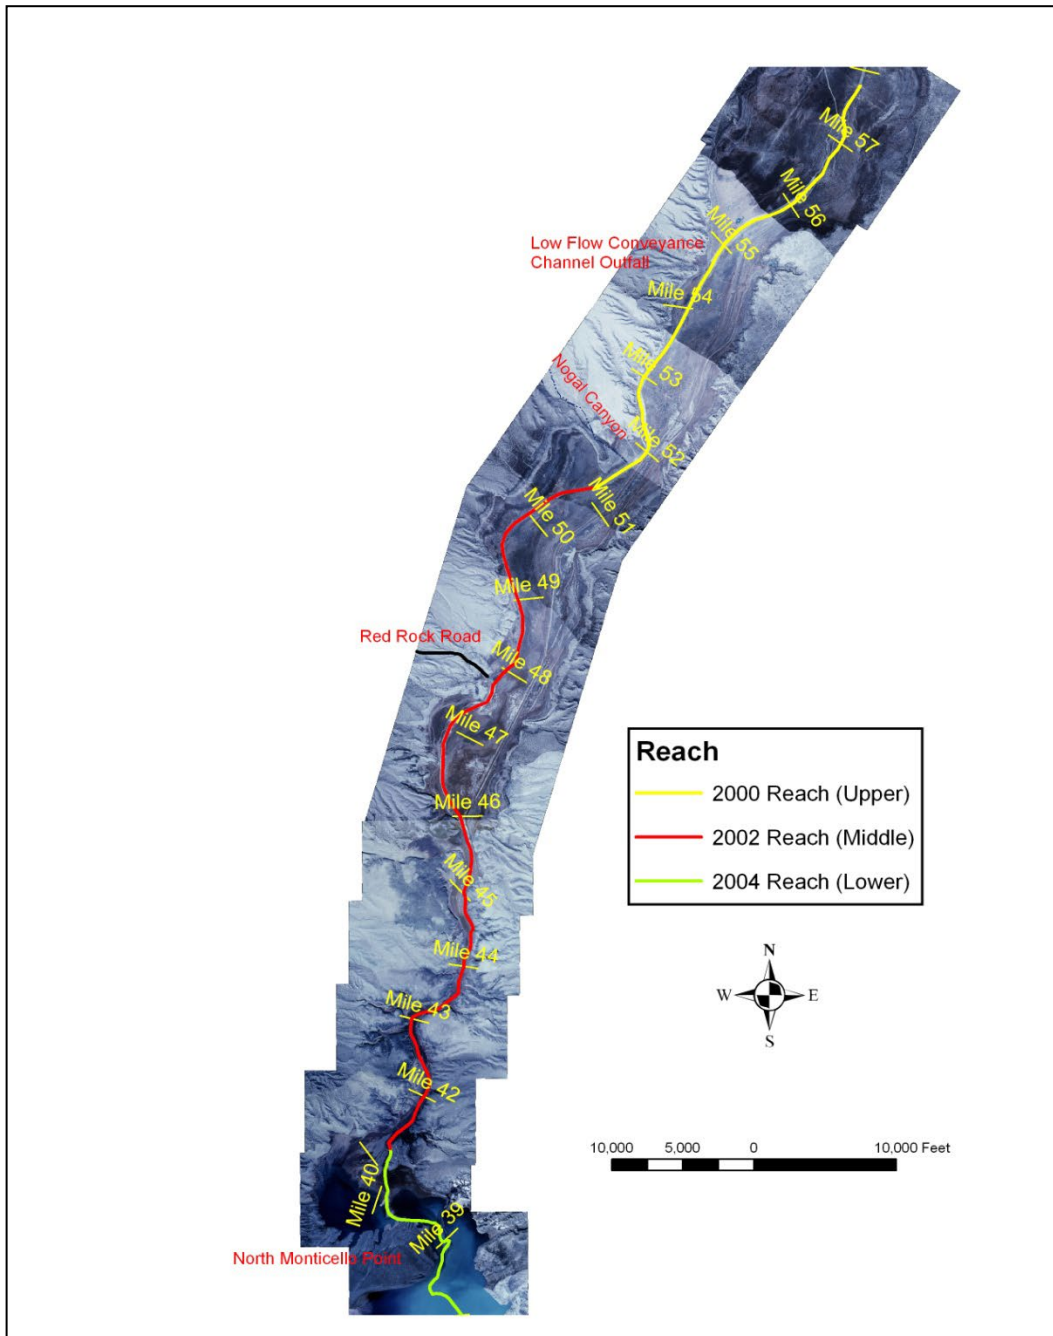 Mile 57
Mile 56
Mile 55
Low Flow Conveyance
Channel Outfall
Mile 54
Mile 53
Nogal Canyon
Mile 52
Mile 51
Mile 50
Mile 49
Red Rock Road
Mile 48
Mile 47
Mile 46
Mile 45
Mile 44
Mile 43
Mile 42
Mile 40
Mile 39
North Monticello Point
Reach
2000 Reach (Upper)
2002 Reach (Middle)
2004 Reach (Lower)
N
W E
S
10,000 5,000 0 10,000 Feet